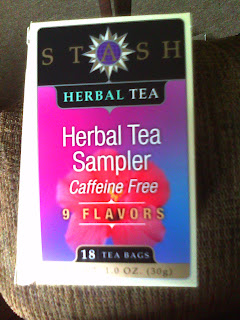 STASH
HERBAL TEA
Herbal Tea
Sampler
Caffeine Free
9 FLAVORS
18 TEA BAGS
1.0 OZ. (30g)